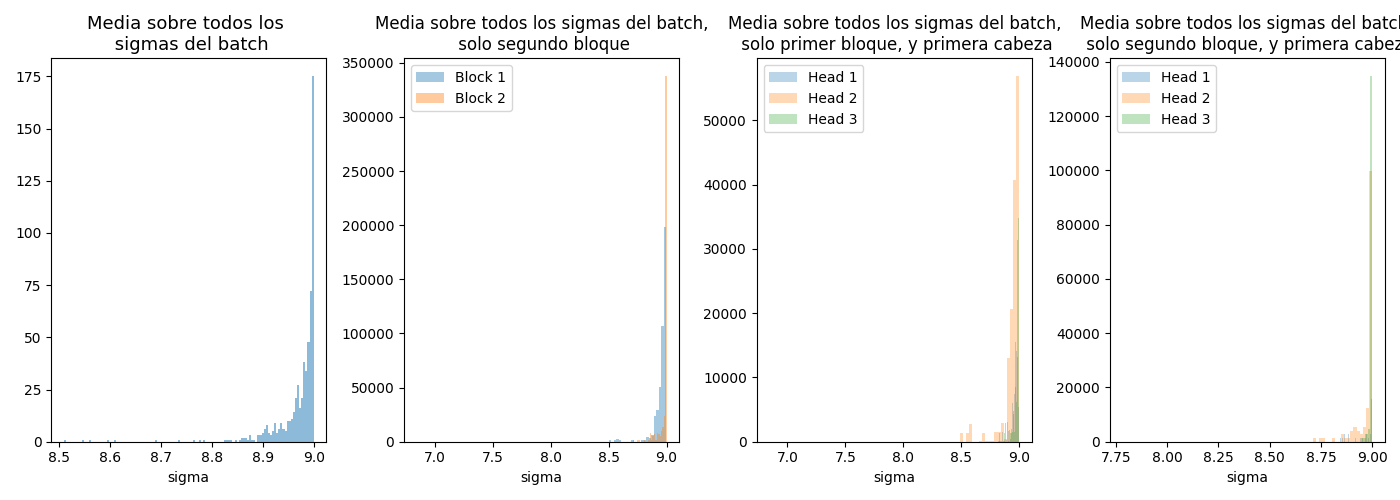 Media sobre todos los
sigmas del batch
175
150
125
100
75
50
25
0
8.5
8.6
8.7
8.8
8.9
9.0
sigma
Media sobre todos los sigmas del batch,
solo segundo bloque
Block 1
Block 2
350000
300000
250000
200000
150000
100000
50000
0
7.0
7.5
8.0
8.5
9.0
sigma
Media sobre todos los sigmas del batch,
solo primer bloque, y primera cabeza
Head 1
Head 2
Head 3
50000
40000
30000
20000
10000
0
7.0
7.5
8.0
8.5
9.0
sigma
Media sobre todos los sigmas del batch
solo segundo bloque, y primera cabez
Head 1
Head 2
Head 3
140000
120000
100000
80000
60000
40000
20000
0
7.75
8.00
8.25
8.50
8.75
9.00
sigma